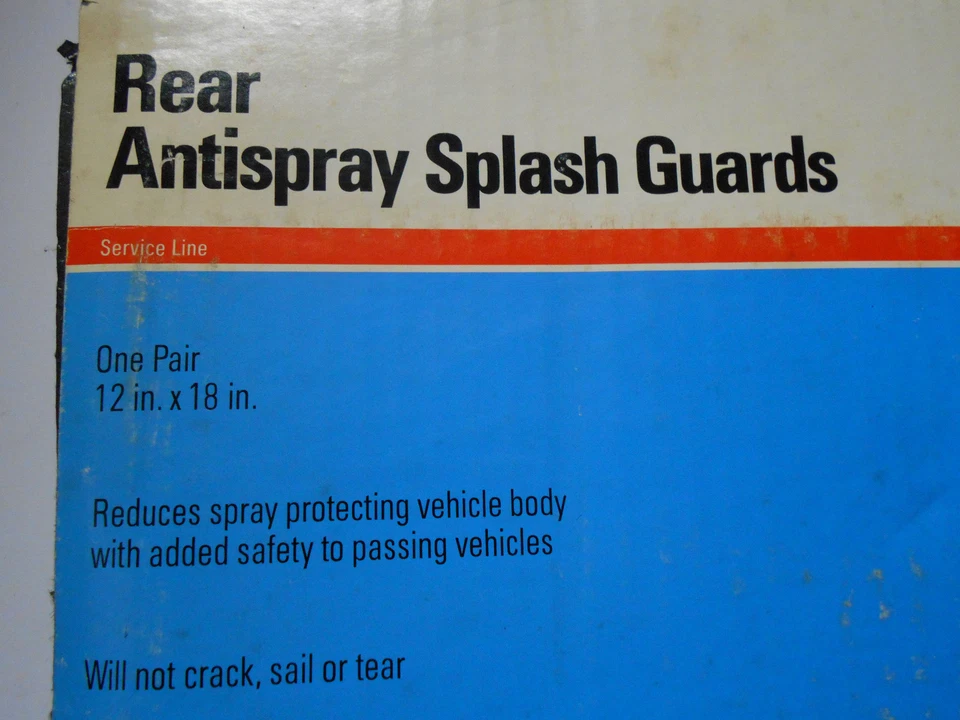 Rear
Antispray Splash Guards
Service Line
One Pair
12 in. x 18 in.
Reduces spray protecting vehicle body
with added safety to passing vehicles
Will not crack, sail or tear